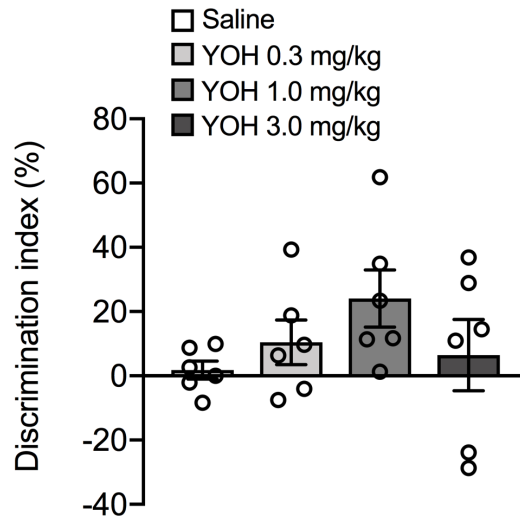 Saline
YOH 0.3 mg/kg
YOH 1.0 mg/kg
YOH 3.0 mg/kg
Discrimination index (%)
80
60
40
20
0
-20
-40